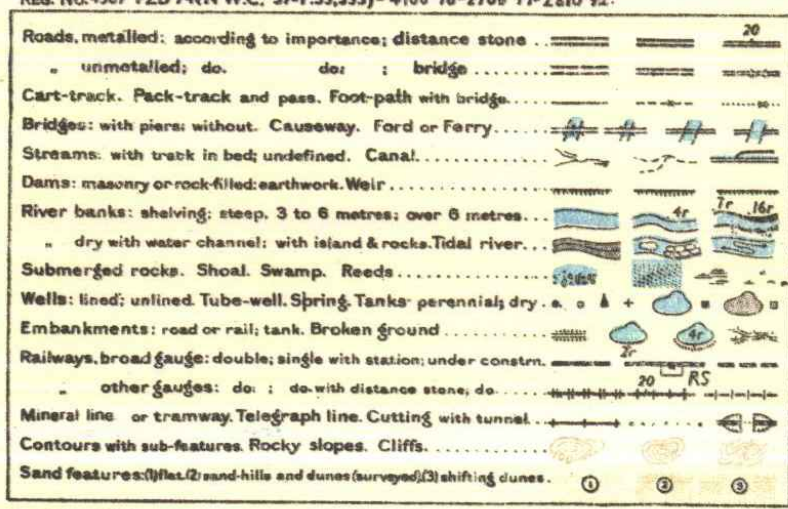 REG. No. 4567 TZD 74(N W.C.
20
Roads, metalled: according to importance; distance stone
„ unmetalled; do. do: ; bridge
Cart-track. Pack-track and pass. Foot-path with bridge
Bridges: with piers; without. Causeway. Ford or Ferry
Streams: with track in bed; undefined. Canal
Dams: masonry or rock-filled: earthwork. Weir
River banks: shelving; steep, 3 to 6 metres; over 6 metres 4r 7r 16r
„ dry with water channel; with island & rocks. Tidal river
Submerged rocks. Shoal. Swamp. Reeds
Wells: lined; unlined. Tube-well. Spring. Tanks: perennial; dry
Embankments: road or rail; tank. Broken ground 2r 4r
Railways, broad gauge: double; single with station; under constrn. RS
„ other gauges: do: ; do. with distance stone; do 20
Mineral line or tramway. Telegraph line. Cutting with tunnel
Contours with sub-features. Rocky slopes. Cliffs
Sand features:(1)flat.(2)sand-hills and dunes(surveyed).(3) shifting dunes. 1 2 3